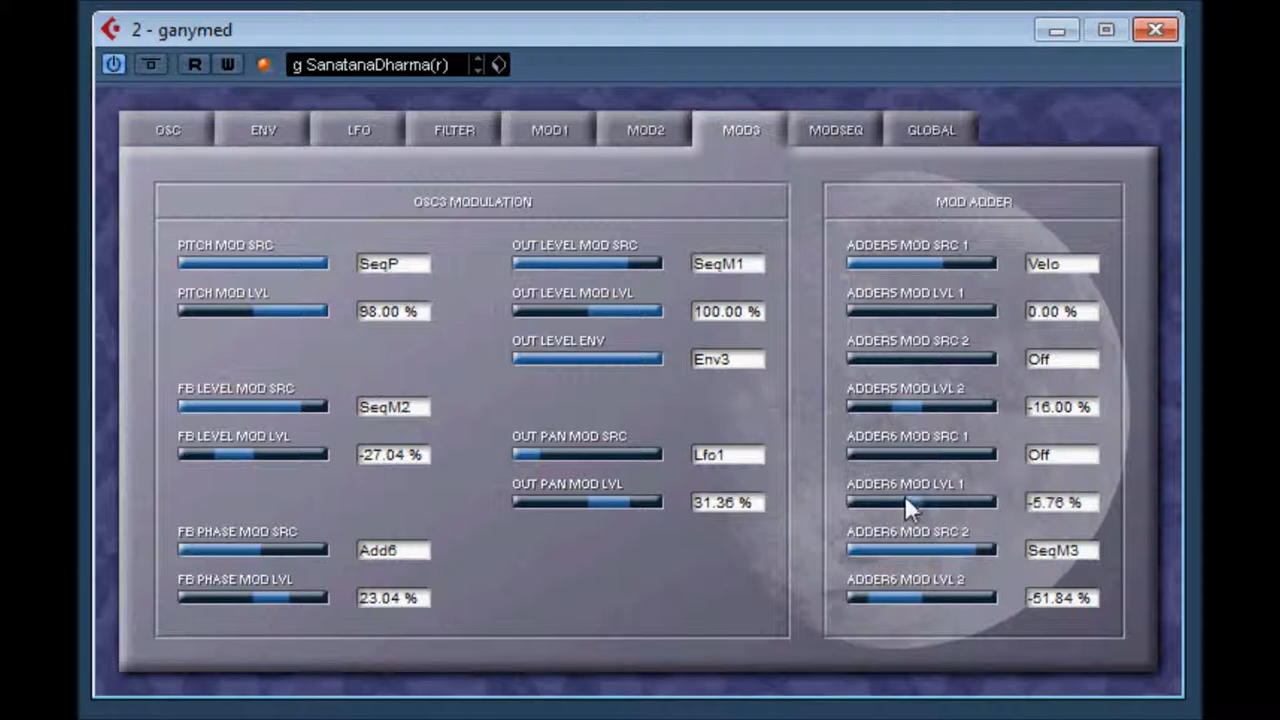 2 - ganymed
R W g SanatanaDharma(r)
OSC ENV LFO FILTER MOD1 MOD2 MOD3 MODSEQ GLOBAL
OSC3 MODULATION
PITCH MOD SRC
SeqP
PITCH MOD LVL
98.00 %
FB LEVEL MOD SRC
SeqM2
FB LEVEL MOD LVL
-27.04 %
FB PHASE MOD SRC
Add6
FB PHASE MOD LVL
23.04 %
OUT LEVEL MOD SRC
SeqM1
OUT LEVEL MOD LVL
100.00 %
OUT LEVEL ENV
Env3
OUT PAN MOD SRC
Lfo1
OUT PAN MOD LVL
31.36 %
MOD ADDER
ADDER5 MOD SRC 1
Velo
ADDER5 MOD LVL 1
0.00 %
ADDER5 MOD SRC 2
Off
ADDER5 MOD LVL 2
-16.00 %
ADDER6 MOD SRC 1
Off
ADDER6 MOD LVL 1
-5.76 %
ADDER6 MOD SRC 2
SeqM3
ADDER6 MOD LVL 2
-51.84 %